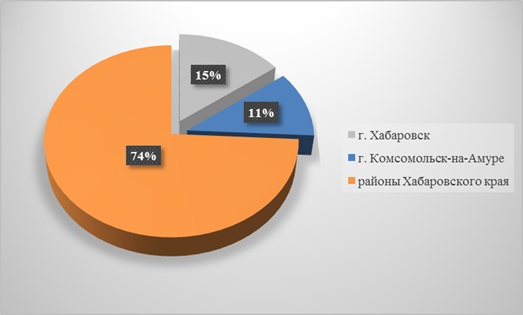 15%
11%
74%
г. Хабаровск
г. Комсомольск-на-Амуре
районы Хабаровского края